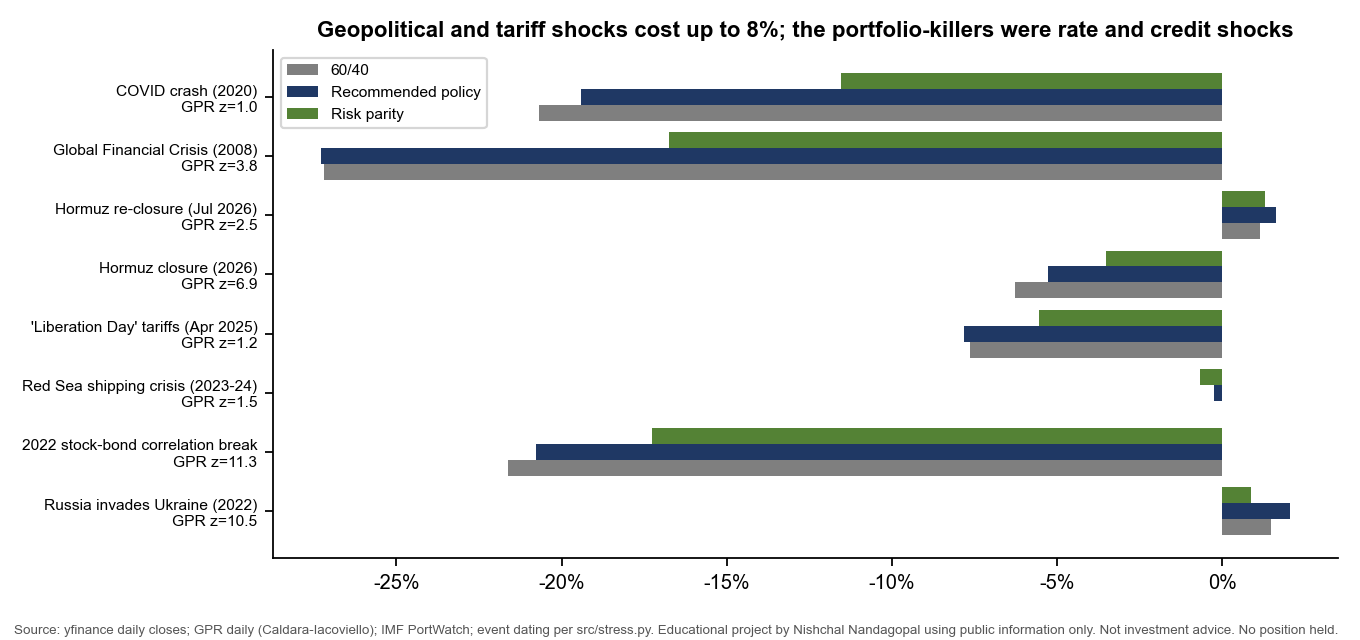 Geopolitical and tariff shocks cost up to 8%; the portfolio-killers were rate and credit shocks
60/40
Recommended policy
Risk parity
COVID crash (2020)
GPR z=1.0
Global Financial Crisis (2008)
GPR z=3.8
Hormuz re-closure (Jul 2026)
GPR z=2.5
Hormuz closure (2026)
GPR z=6.9
'Liberation Day' tariffs (Apr 2025)
GPR z=1.2
Red Sea shipping crisis (2023-24)
GPR z=1.5
2022 stock-bond correlation break
GPR z=11.3
Russia invades Ukraine (2022)
GPR z=10.5
-25% -20% -15% -10% -5% 0%
Source: yfinance daily closes; GPR daily (Caldara-Iacoviello); IMF PortWatch; event dating per src/stress.py. Educational project by Nishchal Nandagopal using public information only. Not investment advice. No position held.